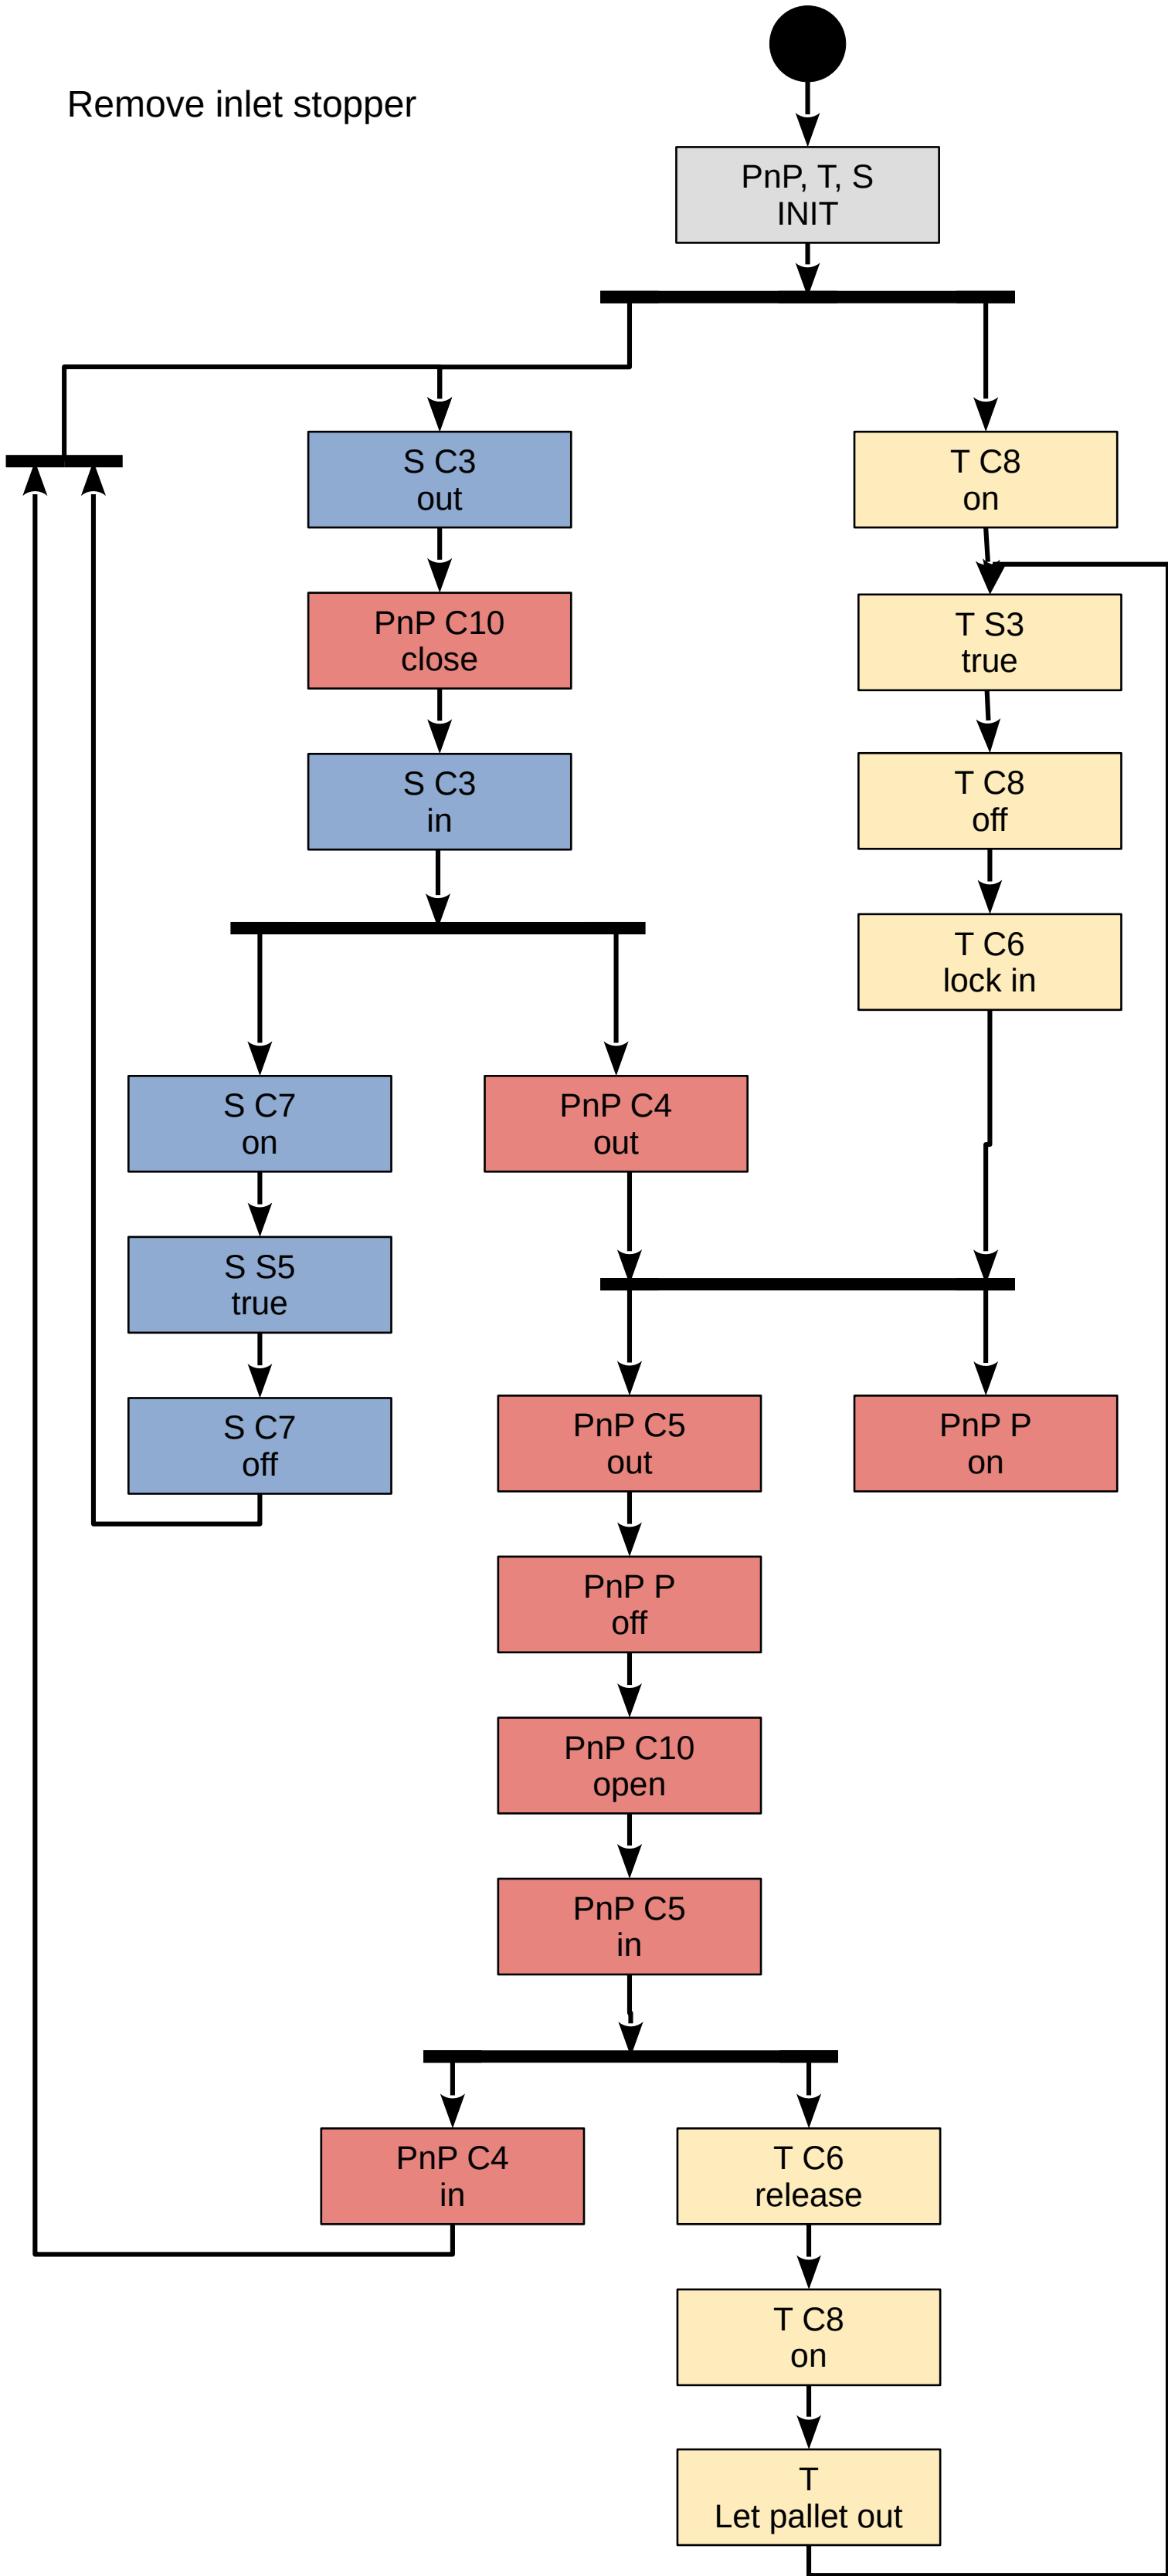 Remove inlet stopper
PnP, T, S
INIT
S C3
out
T C8
on
PnP C10
close
T S3
true
S C3
in
T C8
off
T C6
lock in
S C7
on
PnP C4
out
S S5
true
S C7
off
PnP C5
out
PnP P
on
PnP P
off
PnP C10
open
PnP C5
in
PnP C4
in
T C6
release
T C8
on
T
Let pallet out